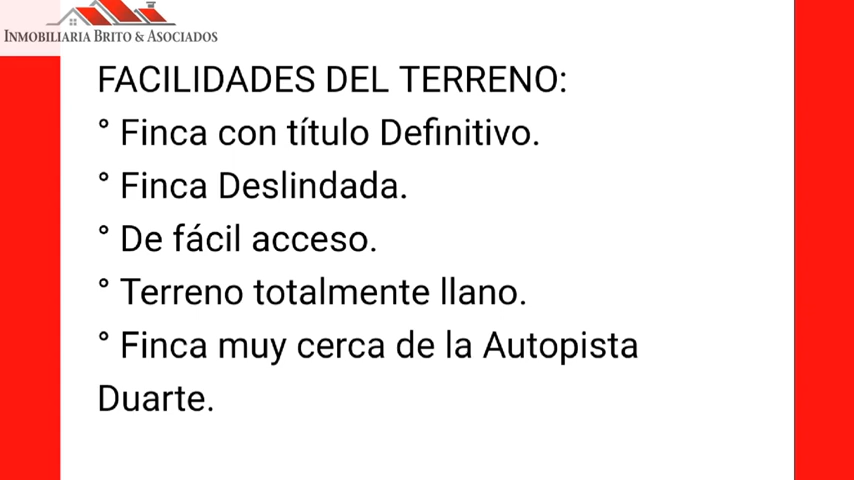 INMOBILIARIA BRITO & ASOCIADOS
FACILIDADES DEL TERRENO:
° Finca con título Definitivo.
° Finca Deslindada.
° De fácil acceso.
° Terreno totalmente llano.
° Finca muy cerca de la Autopista
Duarte.